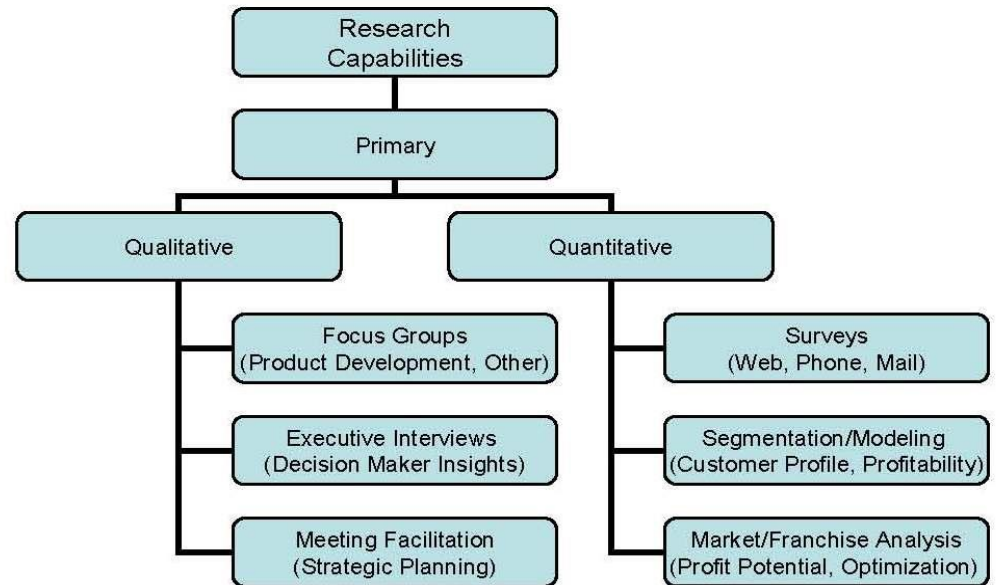 Research
Capabilities
Primary
Qualitative
Quantitative
Focus Groups
(Product Development, Other)
Executive Interviews
(Decision Maker Insights)
Meeting Facilitation
(Strategic Planning)
Surveys
(Web, Phone, Mail)
Segmentation/Modeling
(Customer Profile, Profitability)
Market/Franchise Analysis
(Profit Potential, Optimization)